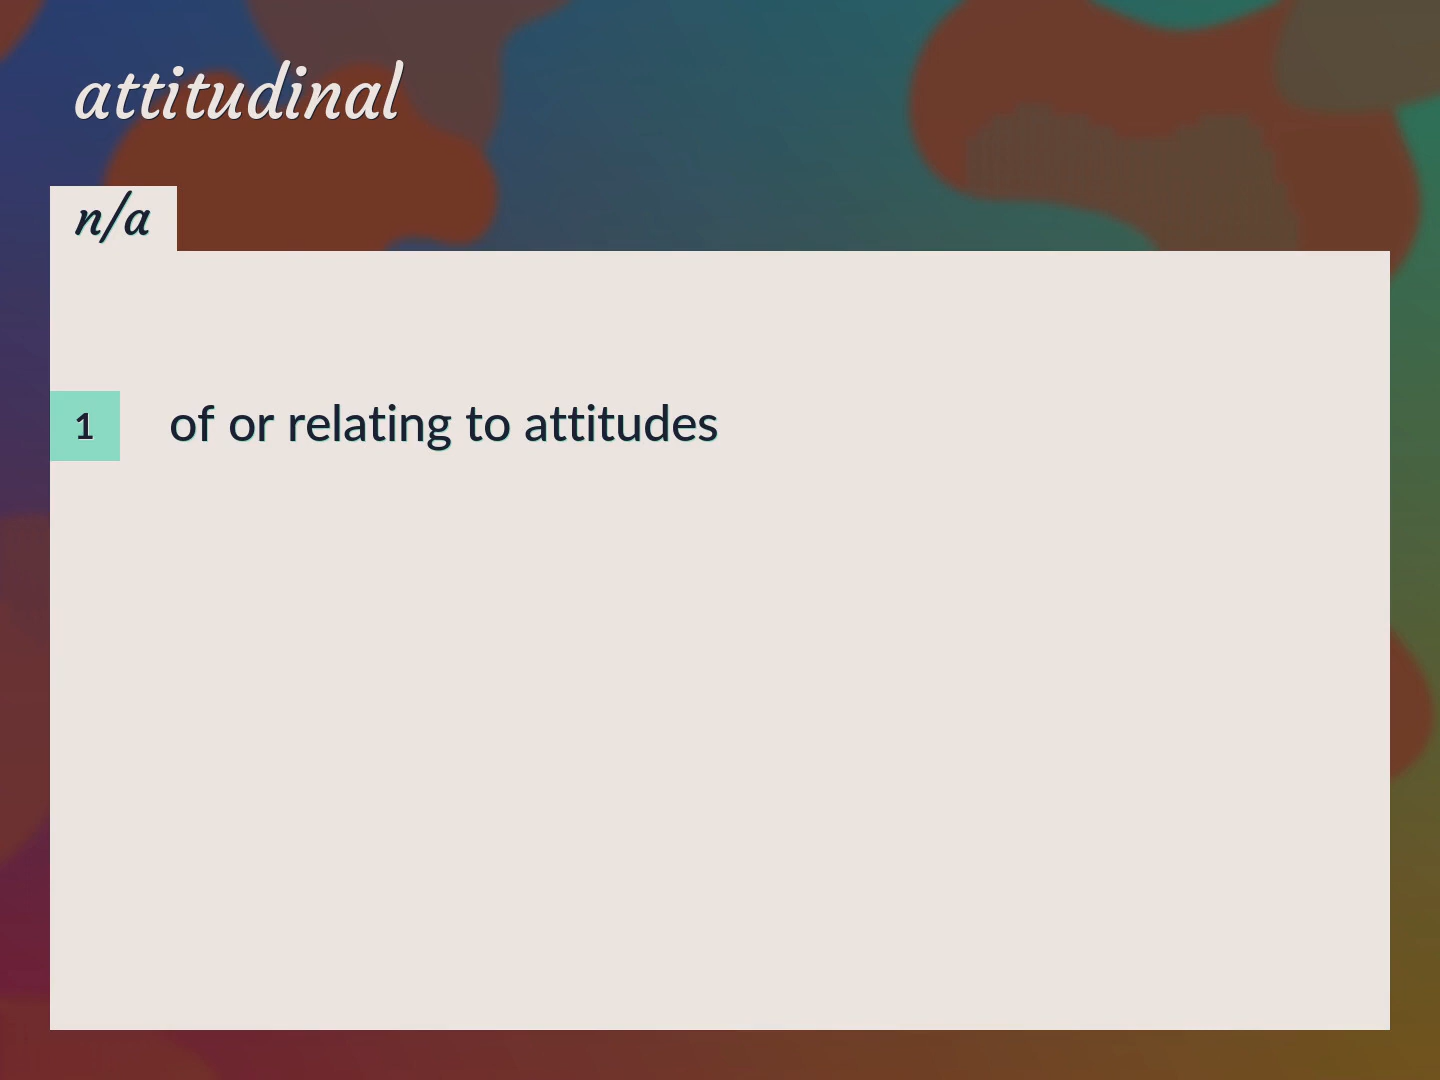 attitudinal
n/a
1 of or relating to attitudes